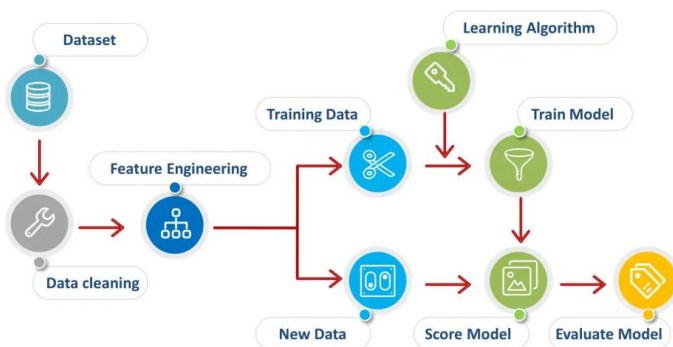 Learning Algorithm
Dataset
Training Data
Train Model
Feature Engineering
Data cleaning
New Data
Score Model
Evaluate Model